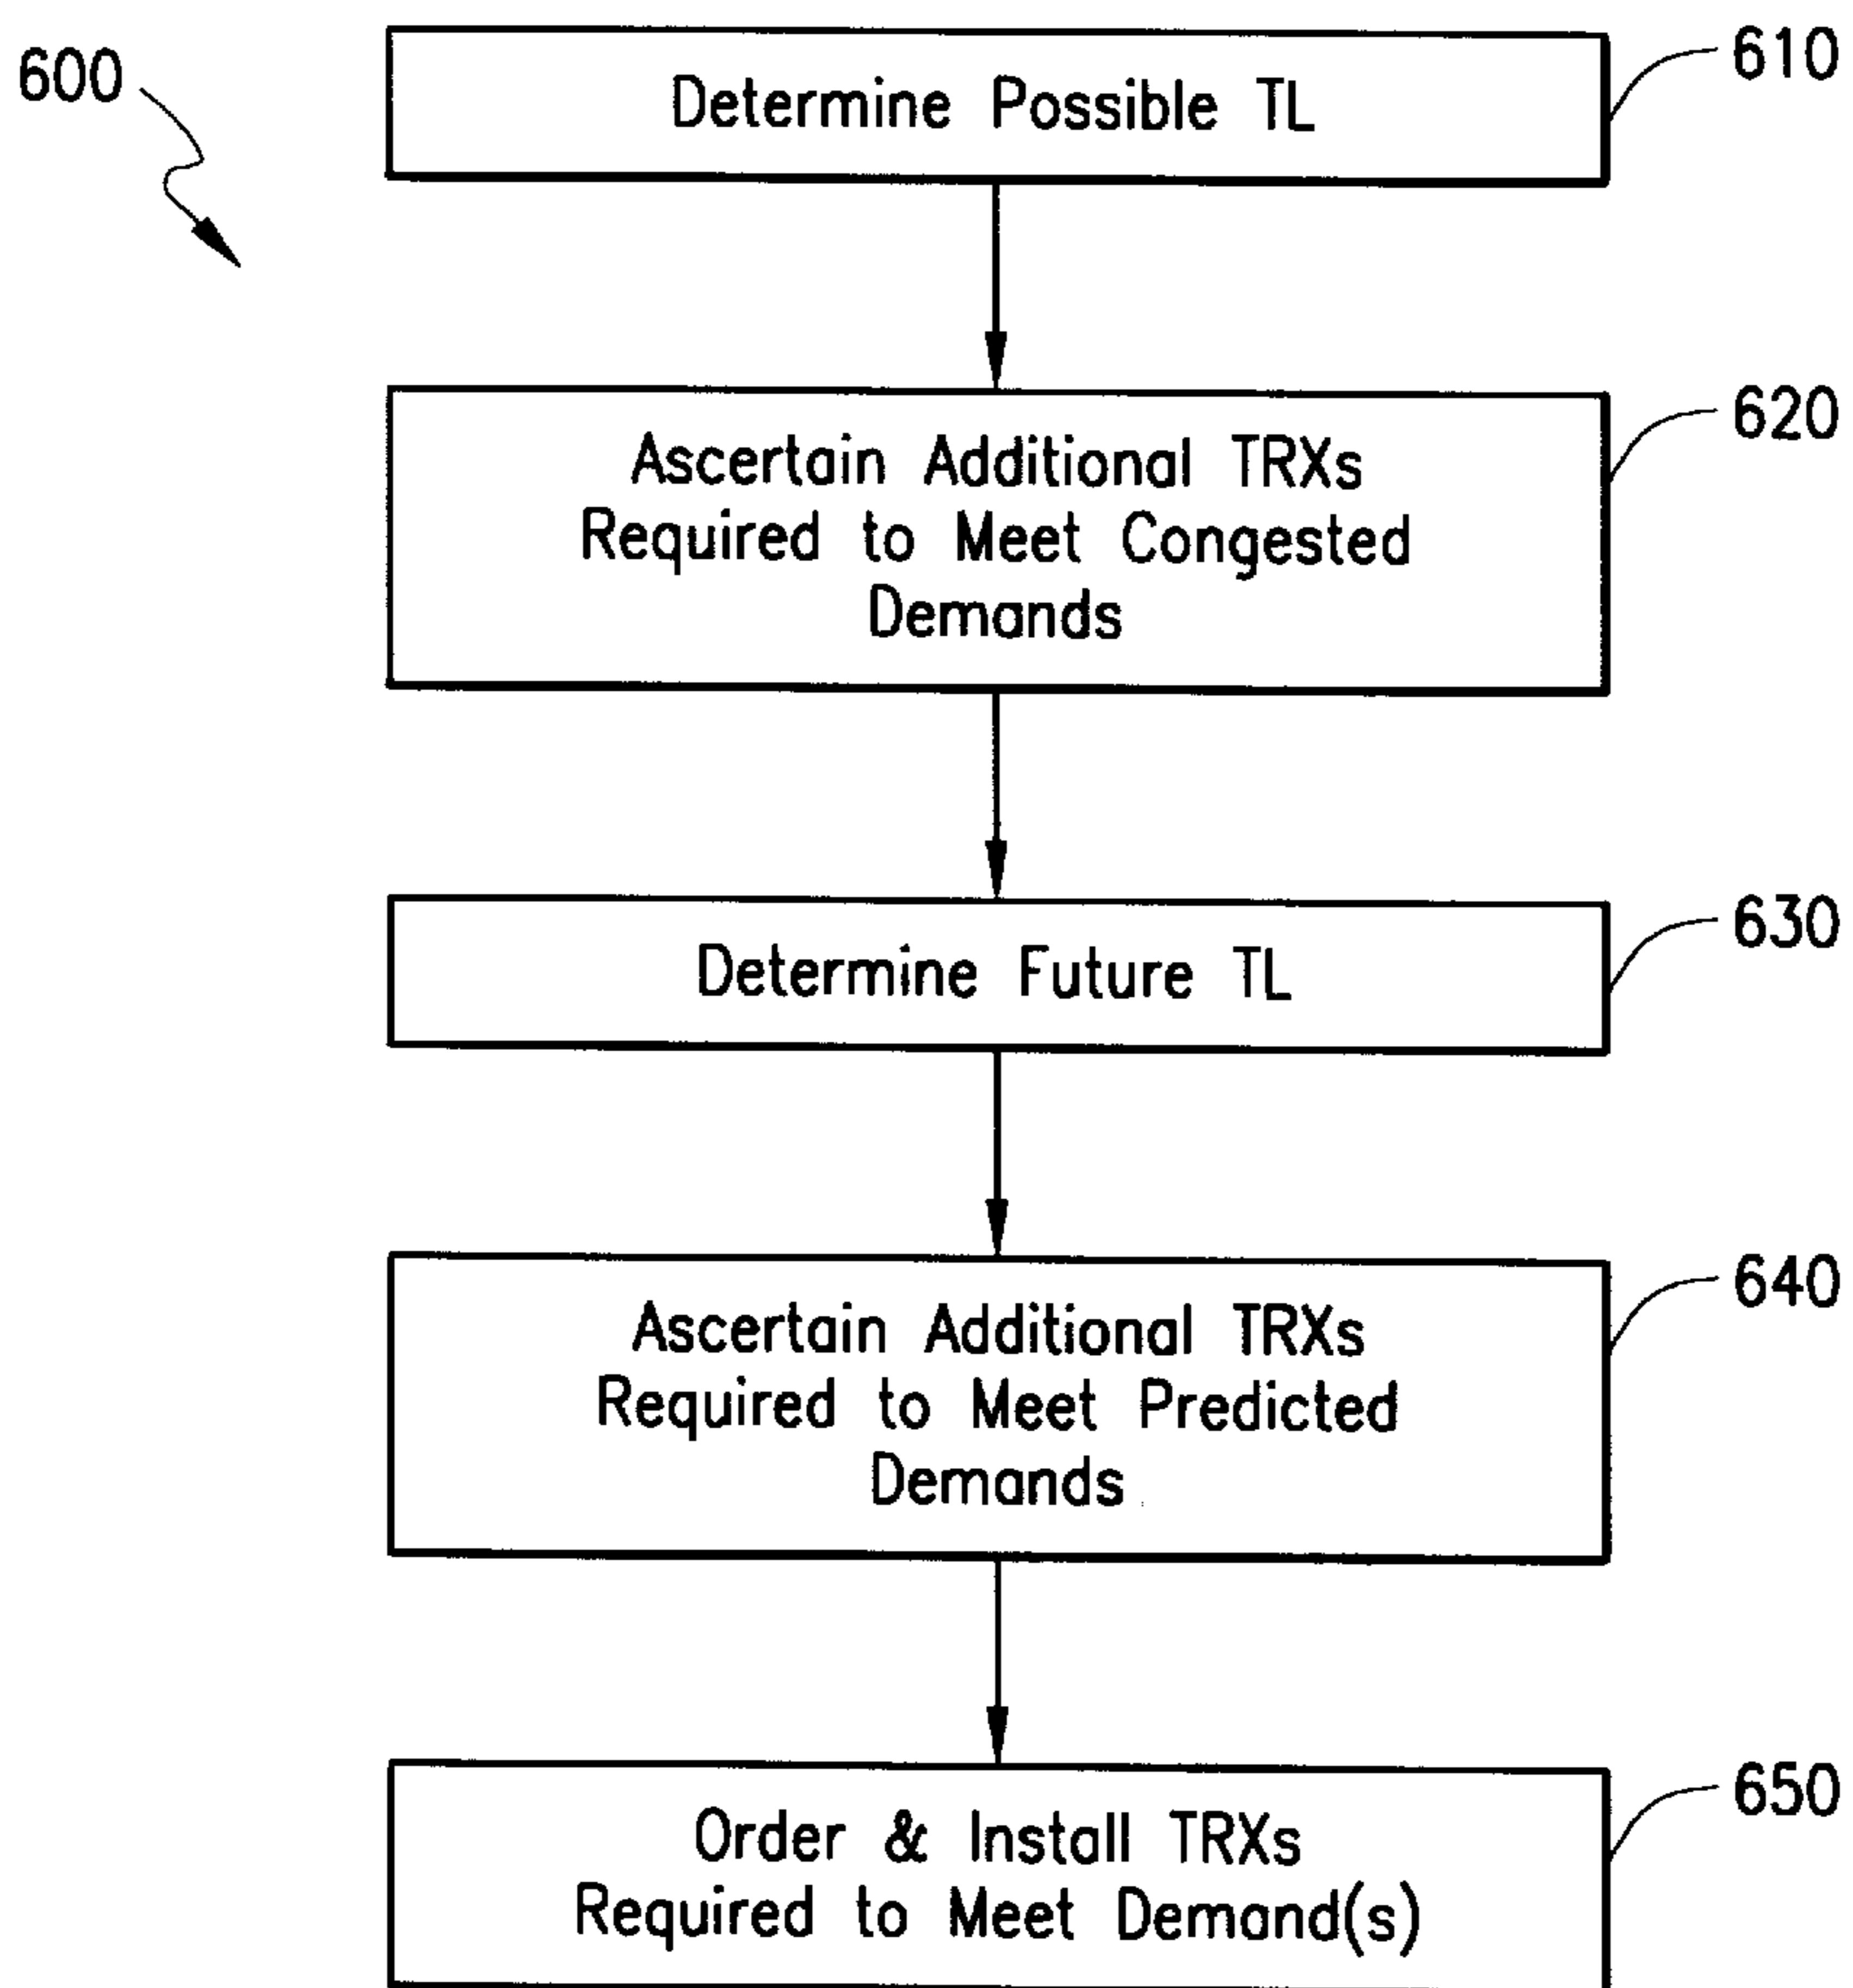 600
610
Determine Possible TL
620
Ascertain Additional TRXs
Required to Meet Congested
Demands
630
Determine Future TL
640
Ascertain Additional TRXs
Required to Meet Predicted
Demands
650
Order & Install TRXs
Required to Meet Demand(s)